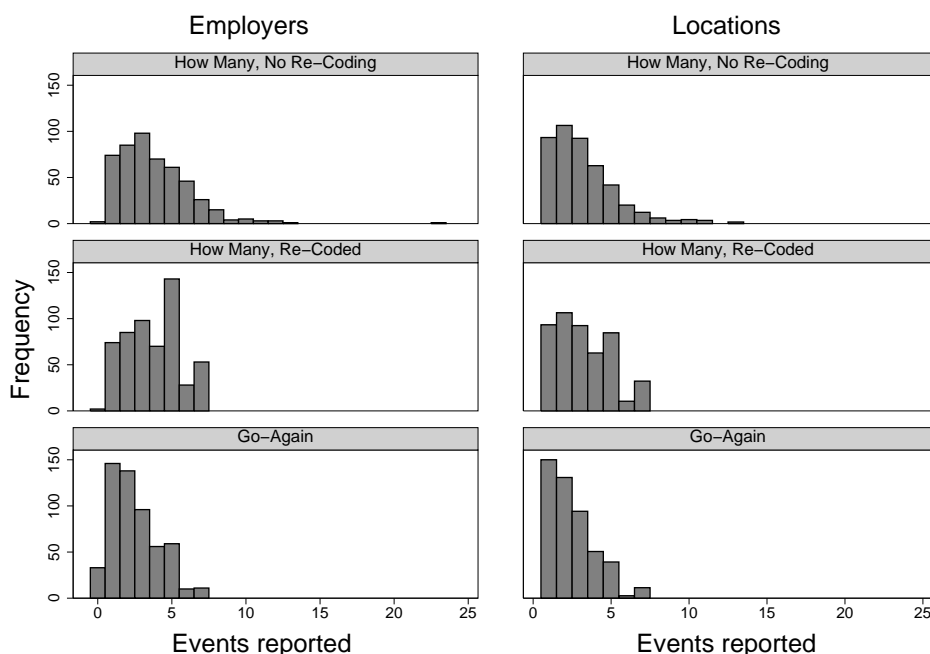 Employers
Locations
How Many, No Re−Coding
How Many, No Re−Coding
0
50
100
150
How Many, Re−Coded
How Many, Re−Coded
0
50
100
150
Frequency
Go−Again
Go−Again
0
50
100
150
0 5 10 15 20 25
0 5 10 15 20 25
Events reported
Events reported